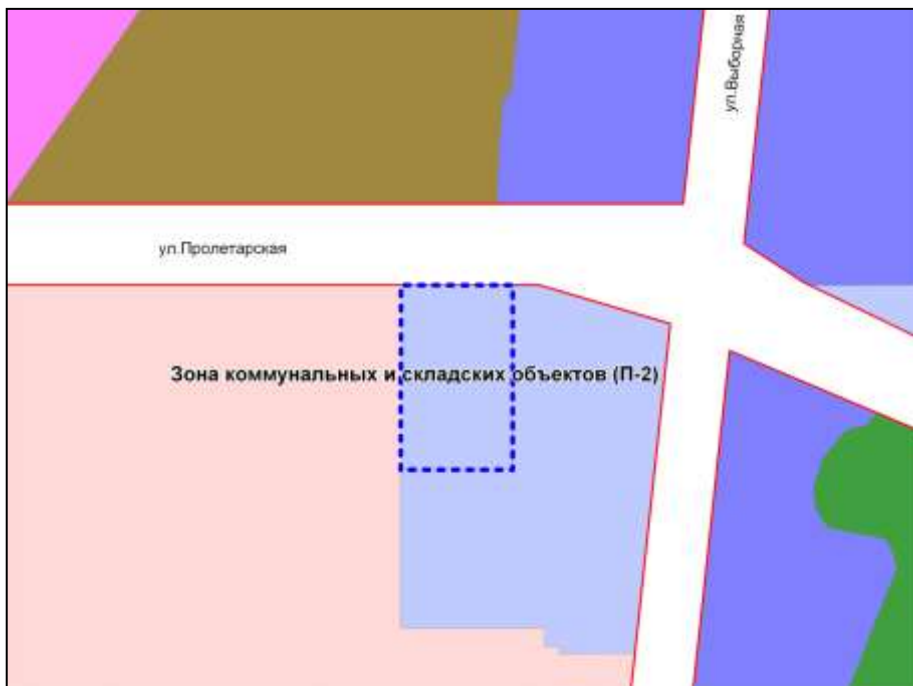 ул.Выборная
ул.Пролетарская
Зона коммунальных и складских объектов (П-2)